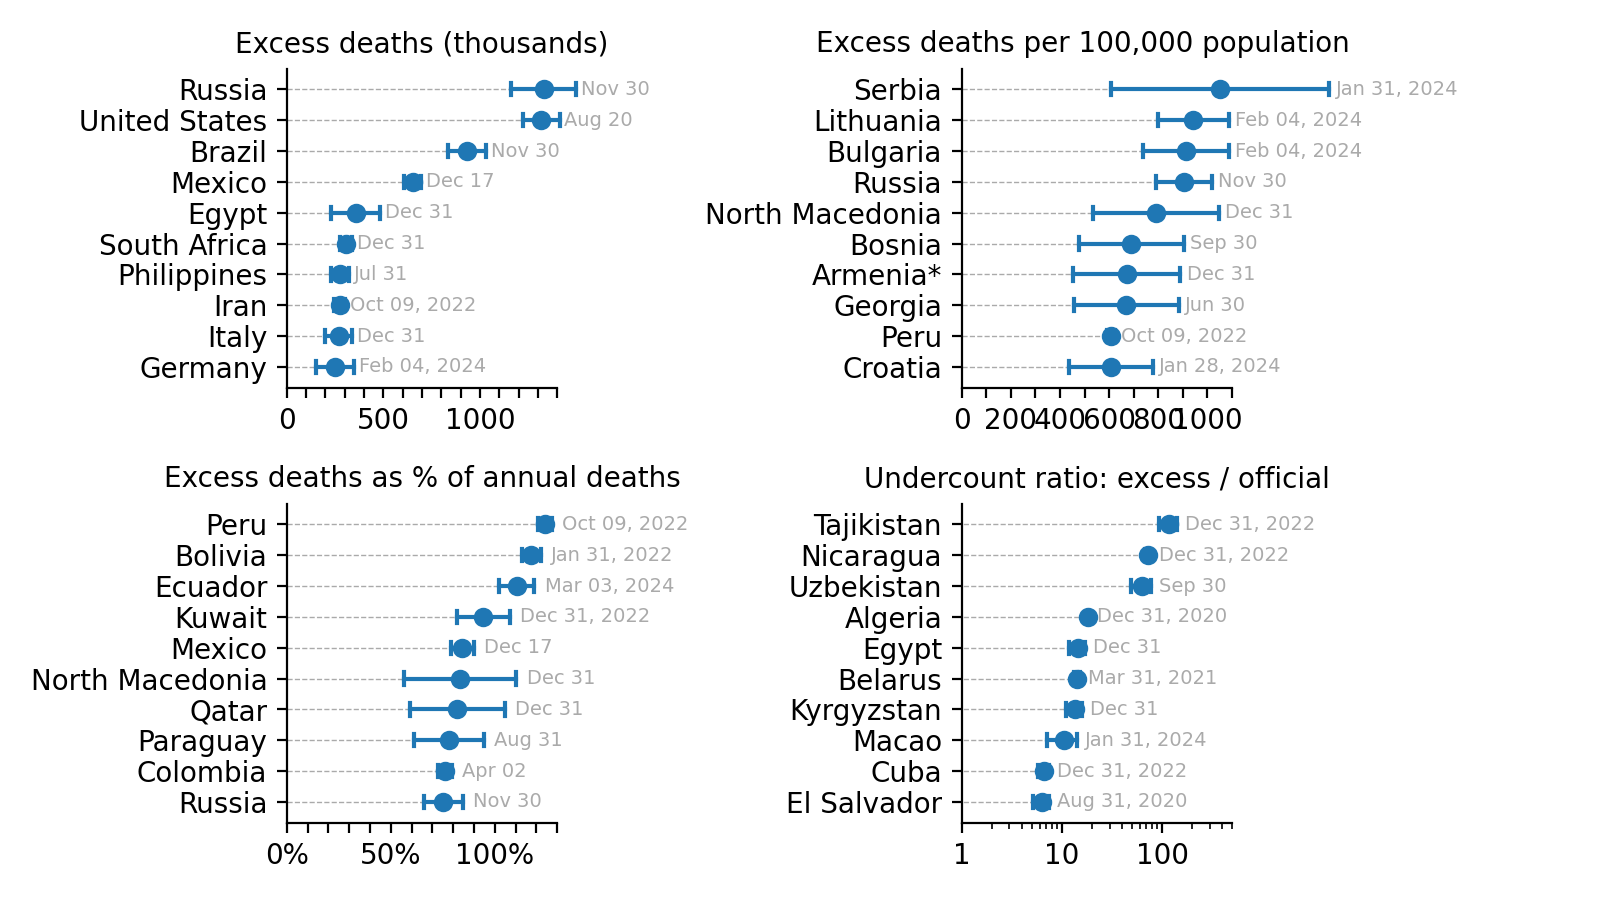 Excess deaths (thousands)
Russia Nov 30
United States Aug 20
Brazil Nov 30
Mexico Dec 17
Egypt Dec 31
South Africa Dec 31
Philippines Jul 31
Iran Oct 09, 2022
Italy Dec 31
Germany Feb 04, 2024
0 500 1000
Excess deaths per 100,000 population
Serbia Jan 31, 2024
Lithuania Feb 04, 2024
Bulgaria Feb 04, 2024
Russia Nov 30
North Macedonia Dec 31
Bosnia Sep 30
Armenia* Dec 31
Georgia Jun 30
Peru Oct 09, 2022
Croatia Jan 28, 2024
0 200 400 600 800 1000
Excess deaths as % of annual deaths
Peru Oct 09, 2022
Bolivia Jan 31, 2022
Ecuador Mar 03, 2024
Kuwait Dec 31, 2022
Mexico Dec 17
North Macedonia Dec 31
Qatar Dec 31
Paraguay Aug 31
Colombia Apr 02
Russia Nov 30
0% 50% 100%
Undercount ratio: excess / official
Tajikistan Dec 31, 2022
Nicaragua Dec 31, 2022
Uzbekistan Sep 30
Algeria Dec 31, 2020
Egypt Dec 31
Belarus Mar 31, 2021
Kyrgyzstan Dec 31
Macao Jan 31, 2024
Cuba Dec 31, 2022
El Salvador Aug 31, 2020
1 10 100